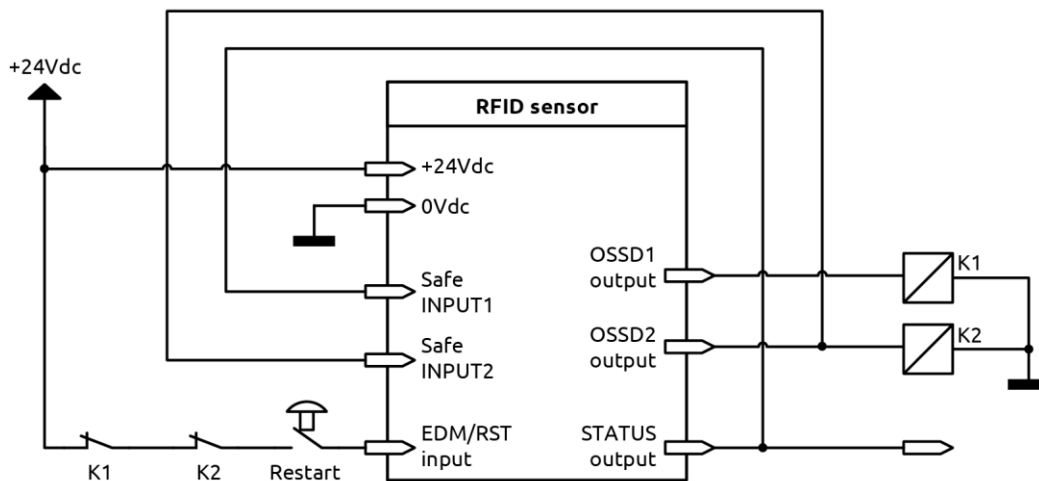 +24Vdc
RFID sensor
+24Vdc
0Vdc
OSSD1
output
K1
Safe
INPUT1
OSSD2
output
K2
Safe
INPUT2
EDM/RST
input
STATUS
output
K1
K2
Restart